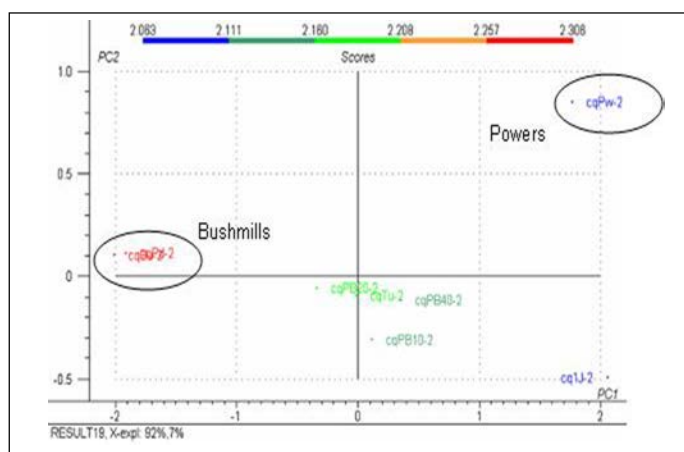 2.083 2.111 2.160 2.208 2.257 2.306
PC2 Scores
1.0
cqPw-2
Powers
0.5
Bushmills
0
cqTu-2
cqPB40-2
cqPB10-2
cq1J-2
-0.5
PC1
-2 -1 0 1 2
RESULT19, X-expl: 92%,7%